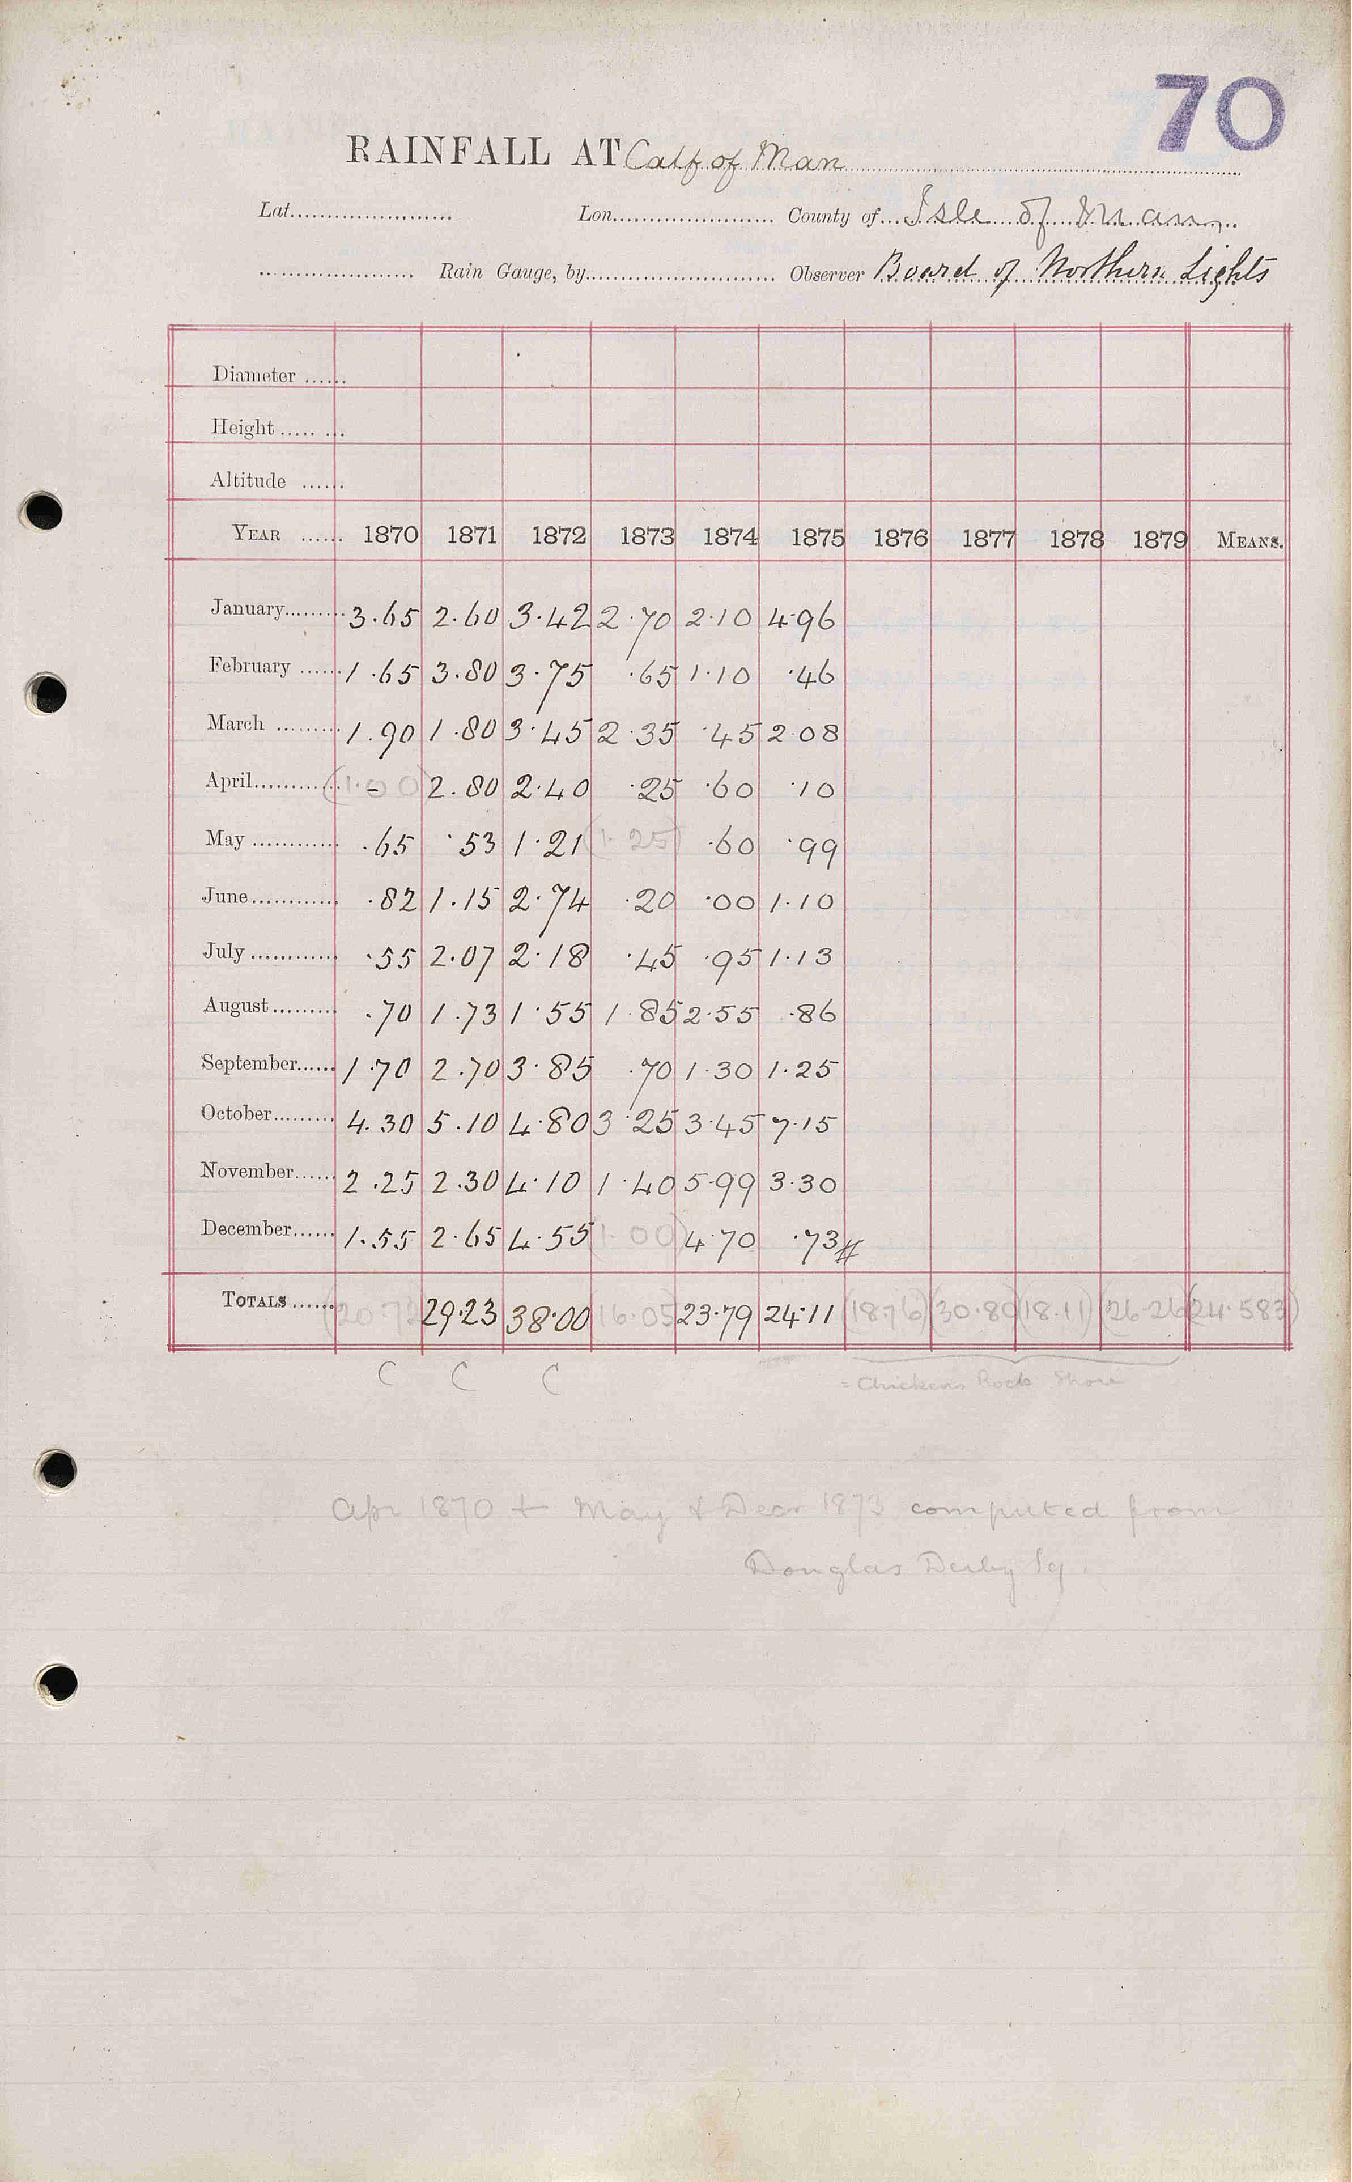 70
RAINFALL AT Calf of Man
Lat. Lon. County of Isle of Man
Rain Gauge, by Observer Board of Northern Lights
Diameter
Height
Altitude
YEAR 1870 1871 1872 1873 1874 1875 1876 1877 1878 1879 MEANS.
January 3.65 2.60 3.42 2.70 2.10 4.96
February 1.65 3.80 3.75 .65 1.10 .46
March 1.90 1.80 3.45 2.35 .45 2.08
April (1.00) - 2.80 2.40 .25 .60 .10
May .65 .53 1.21 (1.25) .60 .99
June .82 1.15 2.74 .20 .00 1.10
July .55 2.07 2.18 .45 .95 1.13
August .70 1.73 1.55 1.85 2.55 .86
September 1.70 2.70 3.85 .70 1.30 1.25
October 4.30 5.10 4.80 3.25 3.45 7.15
November 2.25 2.30 4.10 1.40 5.99 3.30
December 1.55 2.65 4.55 (1.00) 4.70 .73 #
TOTALS (20.72) 29.23 38.00 16.05 23.79 24.11 (18.76) (30.80) (18.11) (26.26) (24.583)
C C C
= Chickens Rock Shore
Apr 1870 + May & Decr 1873 computed from
Douglas Derby Sq.